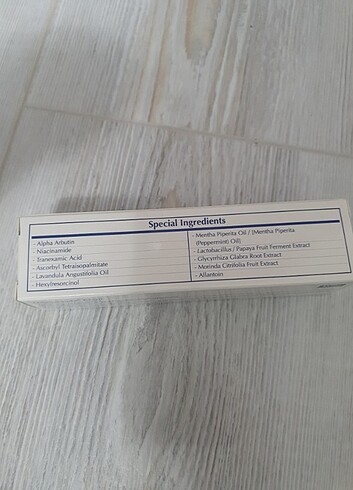 Special Ingredients
- Alpha Arbutin
- Niacinamide
- Tranexamic Acid
- Ascorbyl Tetraisopalmitate
- Lavandula Angustifolia Oil
- Hexylresorcinol
- Mentha Piperita Oil / [Mentha Piperita
(Peppermint) Oil]
- Lactobacillus / Papaya Fruit Ferment Extract
- Glycyrrhiza Glabra Root Extract
- Morinda Citrifolia Fruit Extract
- Allantoin